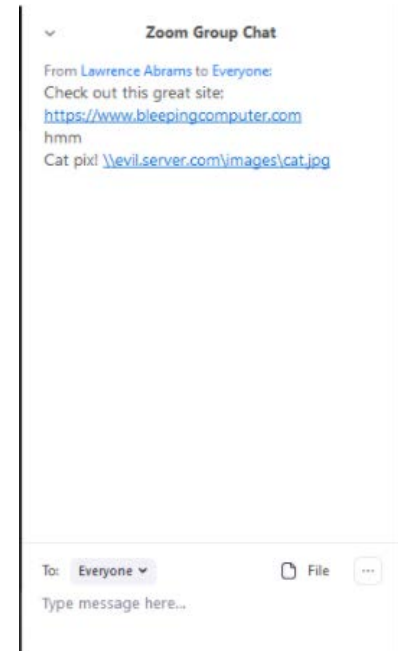 Zoom Group Chat
From Lawrence Abrams to Everyone:
Check out this great site:
https://www.bleepingcomputer.com
hmm
Cat pix! \\evil.server.com\images\cat.jpg
To: Everyone File ...
Type message here...